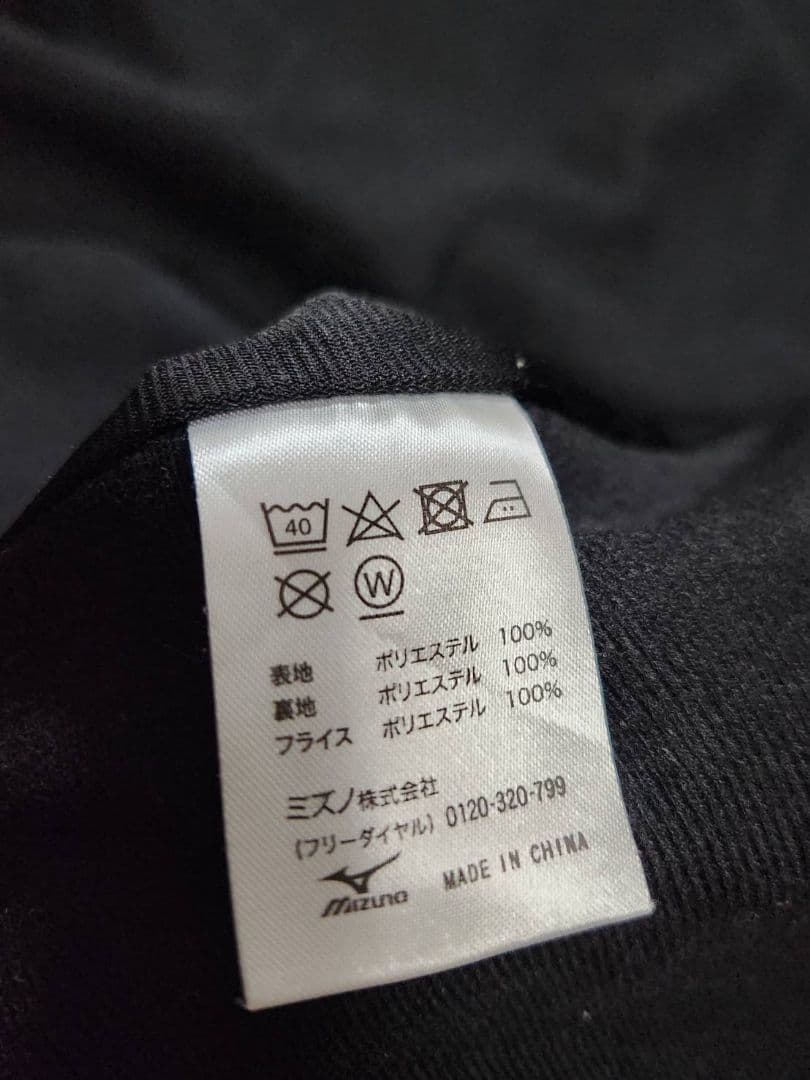 40
W
表地 ポリエステル 100%
裏地 ポリエステル 100%
フライス ポリエステル 100%
ミズノ株式会社
(フリーダイヤル) 0120-320-799
mizuno MADE IN CHINA